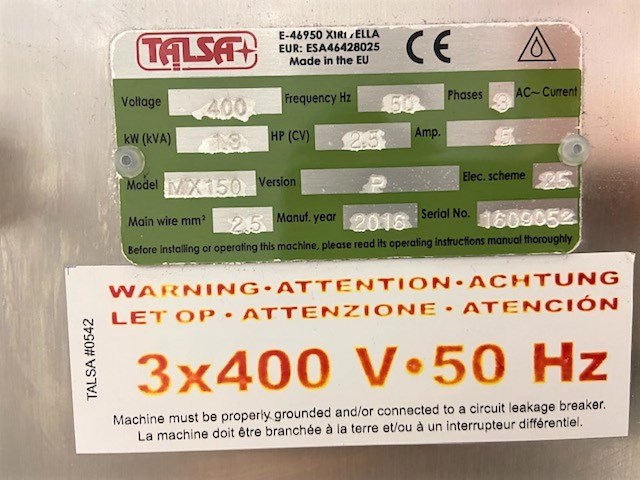 TALSA
E-46950 XIRIVELLA
EUR: ESA46428025
Made in the EU
CE
Voltage 400 Frequency Hz 50 Phases 3 AC~ Current
kW (kVA) 1.3 HP (CV) 2.5 Amp. 5
Model MX150 Version P Elec. scheme 25
Main wire mm² 2.5 Manuf. year 2016 Serial No. 1609052
Before installing or operating this machine, please read its operating instructions manual thoroughly
TALSA #0542
WARNING • ATTENTION • ACHTUNG
LET OP • ATTENZIONE • ATENCIÓN
3x400 V • 50 Hz
Machine must be properly grounded and/or connected to a circuit leakage breaker.
La machine doit être branchée à la terre et/ou à un interrupteur différentiel.